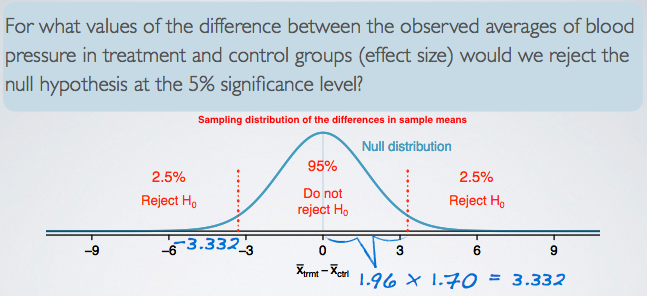 For what values of the difference between the observed averages of blood
pressure in treatment and control groups (effect size) would we reject the
null hypothesis at the 5% significance level?
Sampling distribution of the differences in sample means
Null distribution
95%
2.5%
2.5%
Do not
reject H₀
Reject H₀
Reject H₀
-3.332
-9 -6 -3 0 3 6 9
x̄trmt – x̄ctrl
1.96 × 1.70 = 3.332